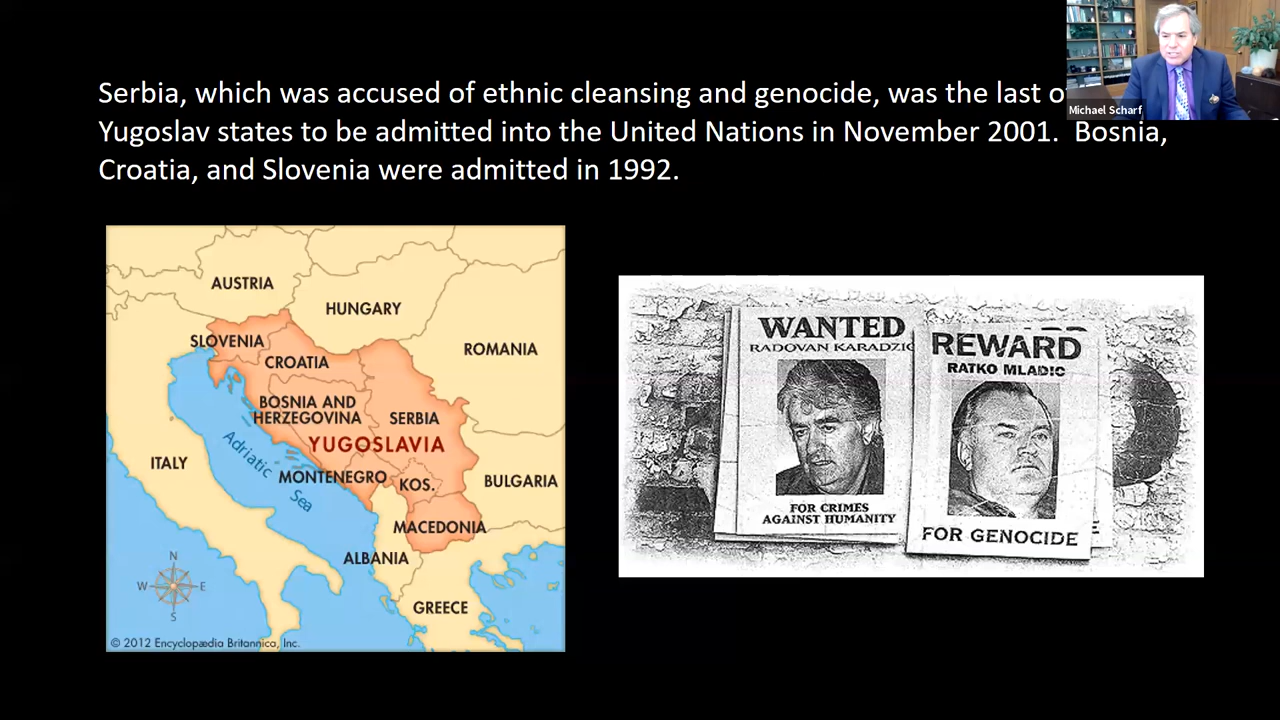 Serbia, which was accused of ethnic cleansing and genocide, was the last
Yugoslav states to be admitted into the United Nations in November 2001. Bosnia,
Croatia, and Slovenia were admitted in 1992.
Michael Scharf
AUSTRIA
HUNGARY
SLOVENIA
CROATIA
ROMANIA
BOSNIA AND
HERZEGOVINA
SERBIA
YUGOSLAVIA
Adriatic
Sea
ITALY
MONTENEGRO
KOS.
BULGARIA
MACEDONIA
ALBANIA
GREECE
N
W
E
S
© 2012 Encyclopædia Britannica, Inc.
WANTED
RADOVAN KARADZIC
FOR CRIMES
AGAINST HUMANITY
REWARD
RATKO MLADIC
FOR GENOCIDE